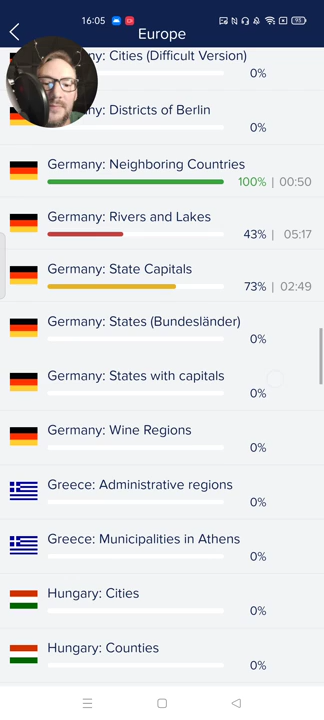 16:05
93
Europe
ny: Cities (Difficult Version)
0%
ny: Districts of Berlin
0%
Germany: Neighboring Countries
100% | 00:50
Germany: Rivers and Lakes
43% | 05:17
Germany: State Capitals
73% | 02:49
Germany: States (Bundesländer)
0%
Germany: States with capitals
0%
Germany: Wine Regions
0%
Greece: Administrative regions
0%
Greece: Municipalities in Athens
0%
Hungary: Cities
0%
Hungary: Counties
0%